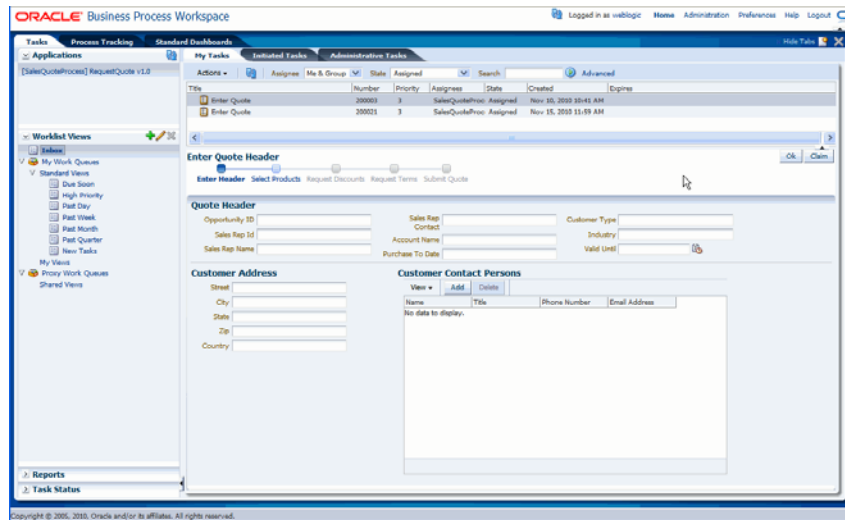 ORACLE Business Process Workspace
Logged in as weblogic Home Administration Preferences Help Logout
Tasks Process Tracking Standard Dashboards
Hide Tabs
Applications
[SalesQuoteProcess] RequestQuote v1.0
My Tasks Initiated Tasks Administrative Tasks
Actions Assignee Me & Group State Assigned Search Advanced
Title Number Priority Assignees State Created Expires
Enter Quote 200003 3 SalesQuoteProc Assigned Nov 10, 2010 10:41 AM
Enter Quote 200021 3 SalesQuoteProc Assigned Nov 15, 2010 11:59 AM
Worklist Views
Inbox
My Work Queues
Standard Views
Due Soon
High Priority
Past Day
Past Week
Past Month
Past Quarter
New Tasks
My Views
Proxy Work Queues
Shared Views
Reports
Task Status
Enter Quote Header
Ok Claim
Enter Header Select Products Request Discounts Request Terms Submit Quote
Quote Header
Opportunity ID
Sales Rep Id
Sales Rep Name
Sales Rep
Contact
Account Name
Purchase To Date
Customer Type
Industry
Valid Until
Customer Address
Street
City
State
Zip
Country
Customer Contact Persons
View Add Delete
Name Title Phone Number Email Address
No data to display.
Copyright © 2005, 2010, Oracle and/or its affiliates. All rights reserved.